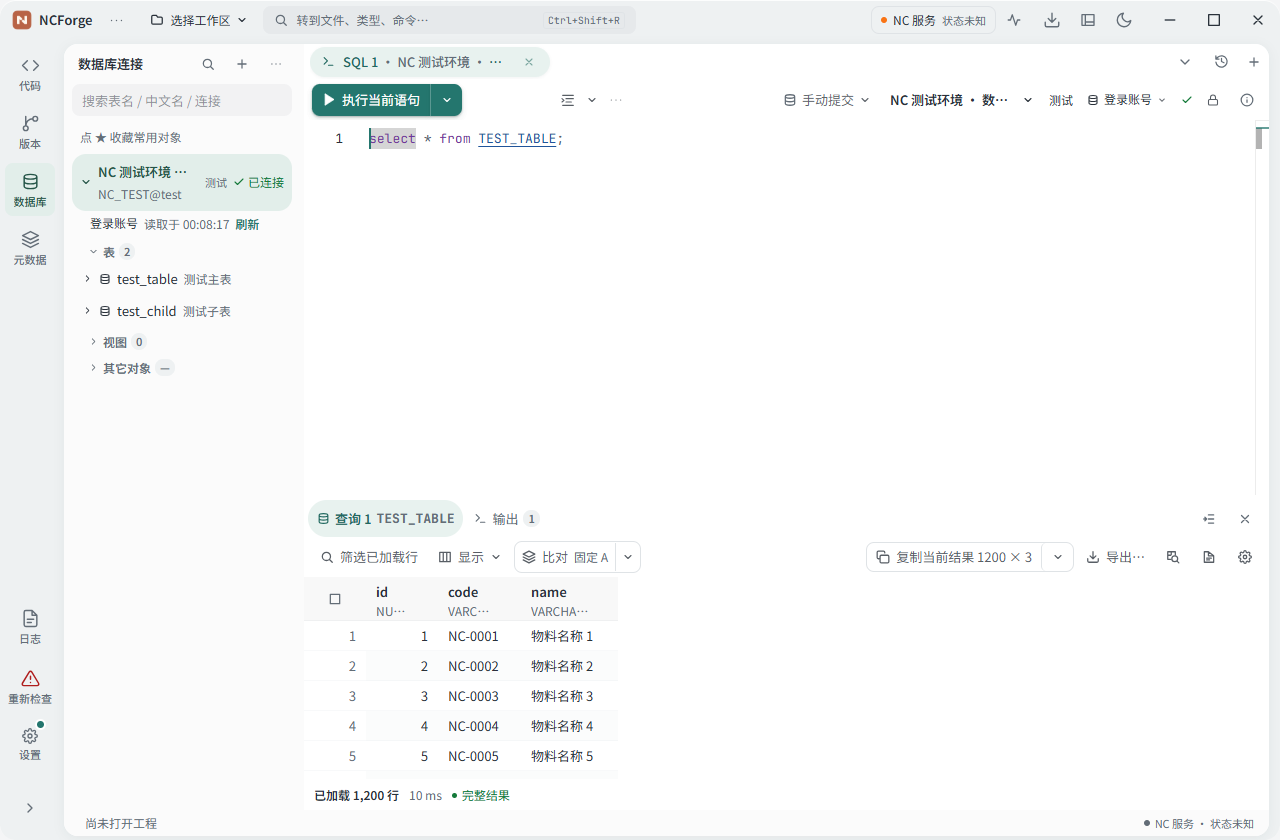 NCForge ··· 选择工作区 转到文件、类型、命令··· Ctrl+Shift+R NC 服务 状态未知
代码
版本
数据库
元数据
日志
重新检查
设置
数据库连接 ···
搜索表名 / 中文名 / 连接
点 ★ 收藏常用对象
NC 测试环境 ··· 测试 ✓ 已连接
NC_TEST@test
登录账号 读取于 00:08:17 刷新
表 2
test_table 测试主表
test_child 测试子表
视图 0
其它对象 —
SQL 1 · NC 测试环境 · ···
执行当前语句 ··· 手动提交 NC 测试环境 · 数··· 测试 登录账号
1 select * from TEST_TABLE;
查询 1 TEST_TABLE 输出 1
筛选已加载行 显示 比对 固定 A 复制当前结果 1200 × 3 导出···
id code name
NU··· VARC··· VARCHA···
1 1 NC-0001 物料名称 1
2 2 NC-0002 物料名称 2
3 3 NC-0003 物料名称 3
4 4 NC-0004 物料名称 4
5 5 NC-0005 物料名称 5
已加载 1,200 行 10 ms 完整结果
尚未打开工程 NC 服务 · 状态未知